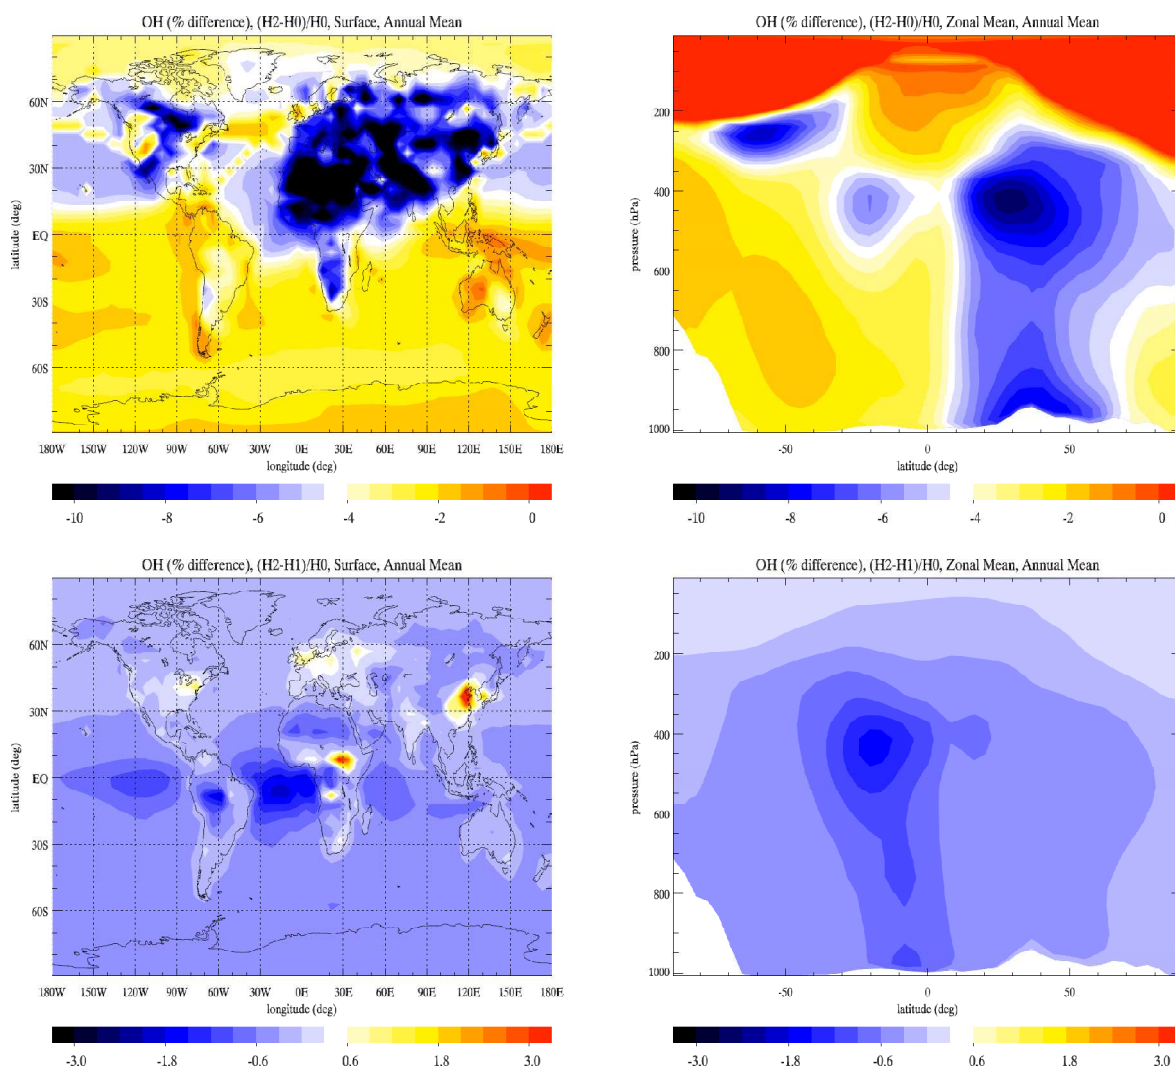 OH (% difference), (H2-H0)/H0, Surface, Annual Mean
latitude (deg)
60N
30N
EQ
30S
60S
180W 150W 120W 90W 60W 30W 0E 30E 60E 90E 120E 150E 180E
longitude (deg)
-10 -8 -6 -4 -2 0
OH (% difference), (H2-H0)/H0, Zonal Mean, Annual Mean
pressure (hPa)
200
400
600
800
1000
-50 0 50
latitude (deg)
-10 -8 -6 -4 -2 0
OH (% difference), (H2-H1)/H0, Surface, Annual Mean
latitude (deg)
60N
30N
EQ
30S
60S
180W 150W 120W 90W 60W 30W 0E 30E 60E 90E 120E 150E 180E
longitude (deg)
-3.0 -1.8 -0.6 0.6 1.8 3.0
OH (% difference), (H2-H1)/H0, Zonal Mean, Annual Mean
pressure (hPa)
200
400
600
800
1000
-50 0 50
latitude (deg)
-3.0 -1.8 -0.6 0.6 1.8 3.0